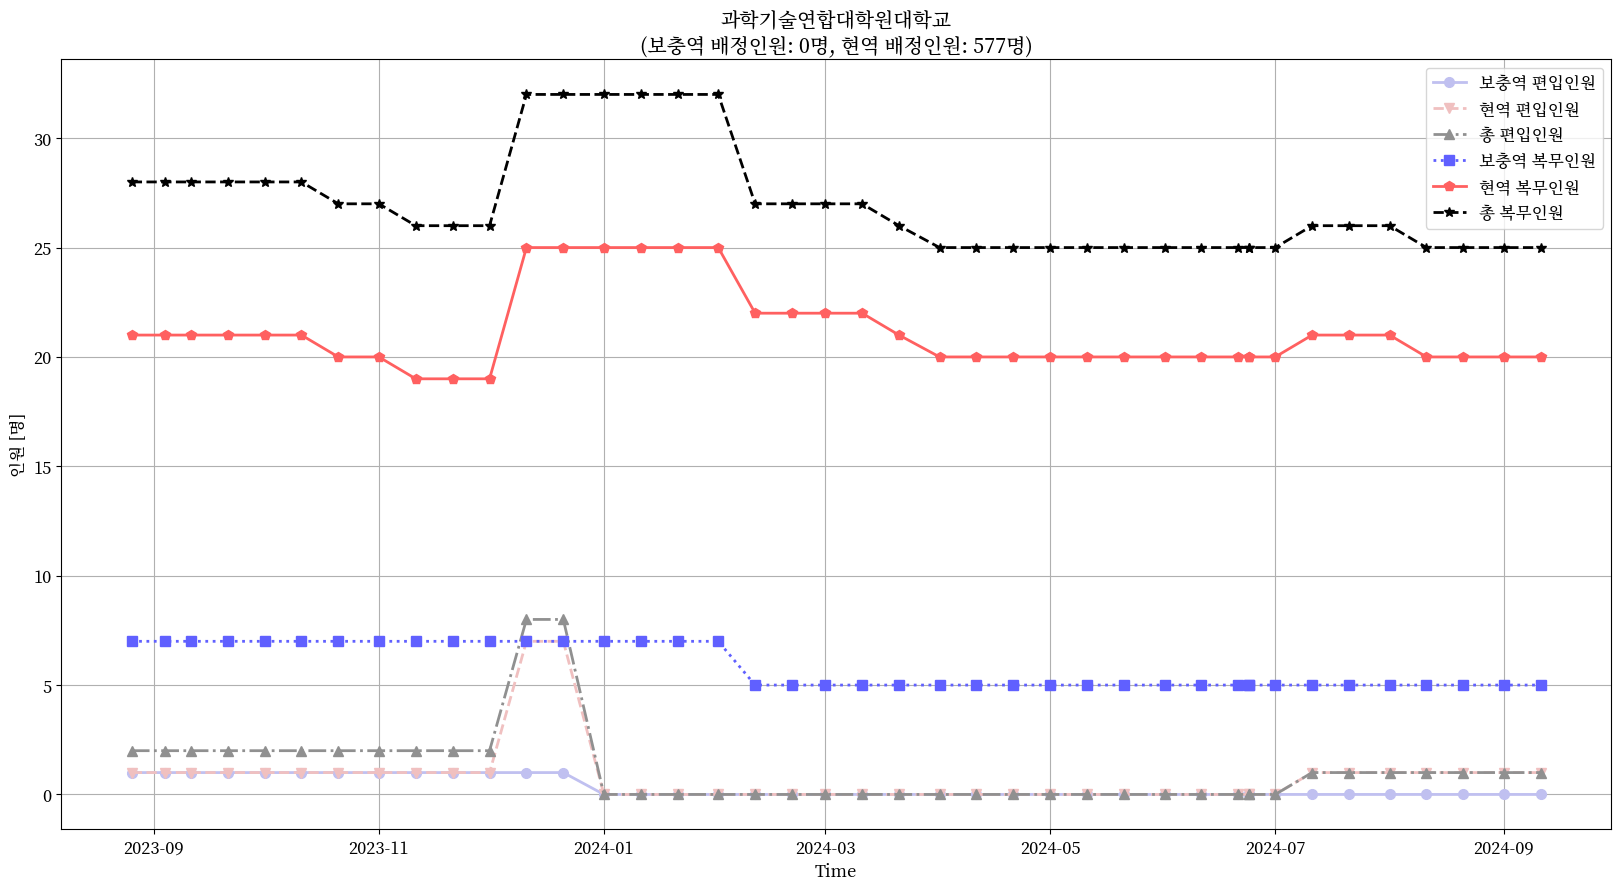 과학기술연합대학원대학교
(보충역 배정인원: 0명, 현역 배정인원: 577명)
보충역 편입인원
현역 편입인원
총 편입인원
보충역 복무인원
현역 복무인원
총 복무인원
인원 [명]
30
25
20
15
10
5
0
2023-09
2023-11
2024-01
2024-03
2024-05
2024-07
2024-09
Time